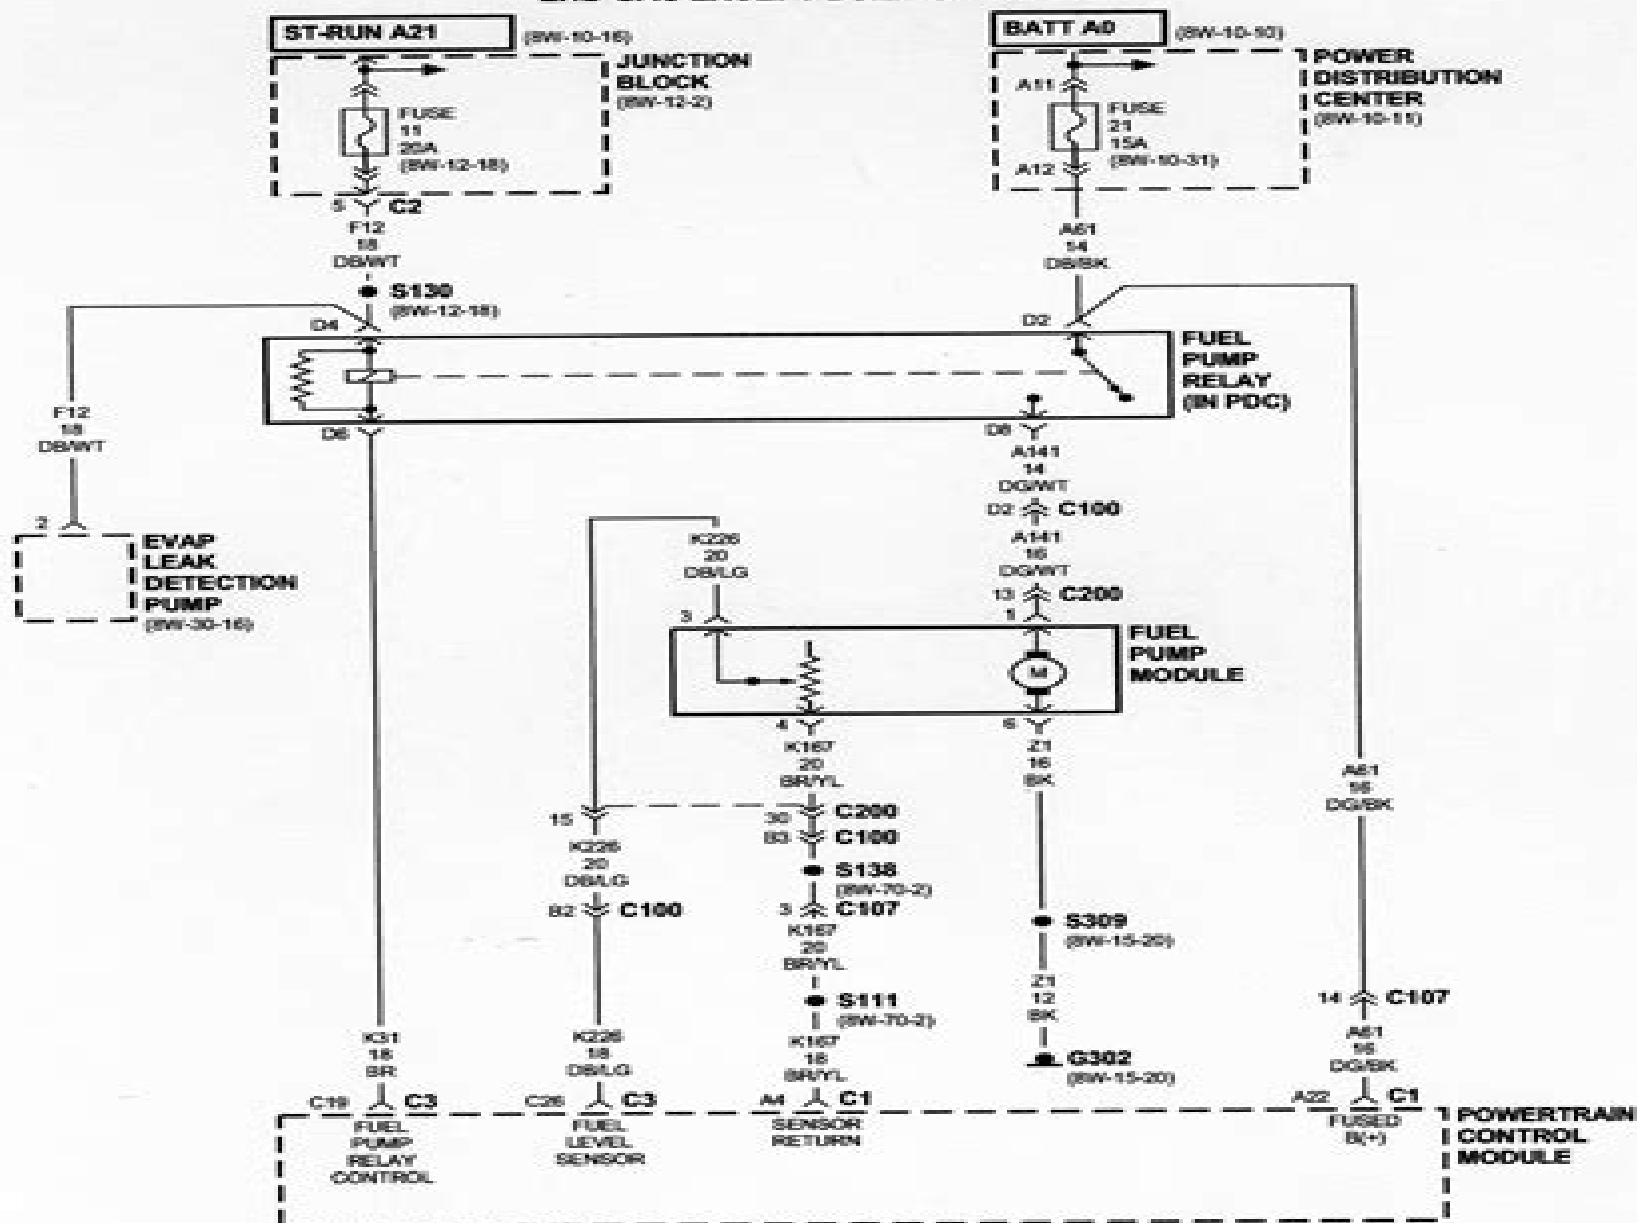 ST-RUN A21
(8W-10-16)
JUNCTION
BLOCK
(8W-12-2)
FUSE
11
20A
(8W-12-18)
5
C2
F12
18
DB/WT
S130
(8W-12-18)
D4
BATT A0
(8W-10-10)
POWER
DISTRIBUTION
CENTER
(8W-10-11)
A11
FUSE
21
15A
(8W-10-31)
A12
A61
14
DB/BK
D2
FUEL
PUMP
RELAY
(IN PDC)
D6
D8
A141
14
DG/WT
D2
C100
A141
16
DG/WT
13
C200
1
F12
18
DB/WT
2
EVAP
LEAK
DETECTION
PUMP
(8W-30-16)
K226
20
DB/LG
3
FUEL
PUMP
MODULE
M
4
6
K167
20
BR/YL
Z1
16
BK
A61
16
DG/BK
15
30
C200
B3
C100
K226
20
DB/LG
S138
(8W-70-2)
B2
C100
3
C107
K167
20
BR/YL
S309
(8W-15-20)
S111
(8W-70-2)
Z1
12
BK
14
C107
K31
18
BR
K226
18
DB/LG
K167
18
BR/YL
G302
(8W-15-20)
A61
16
DG/BK
C19
C3
C26
C3
A4
C1
A22
C1
FUEL
PUMP
RELAY
CONTROL
FUEL
LEVEL
SENSOR
SENSOR
RETURN
FUSED
B(+)
POWERTRAIN
CONTROL
MODULE